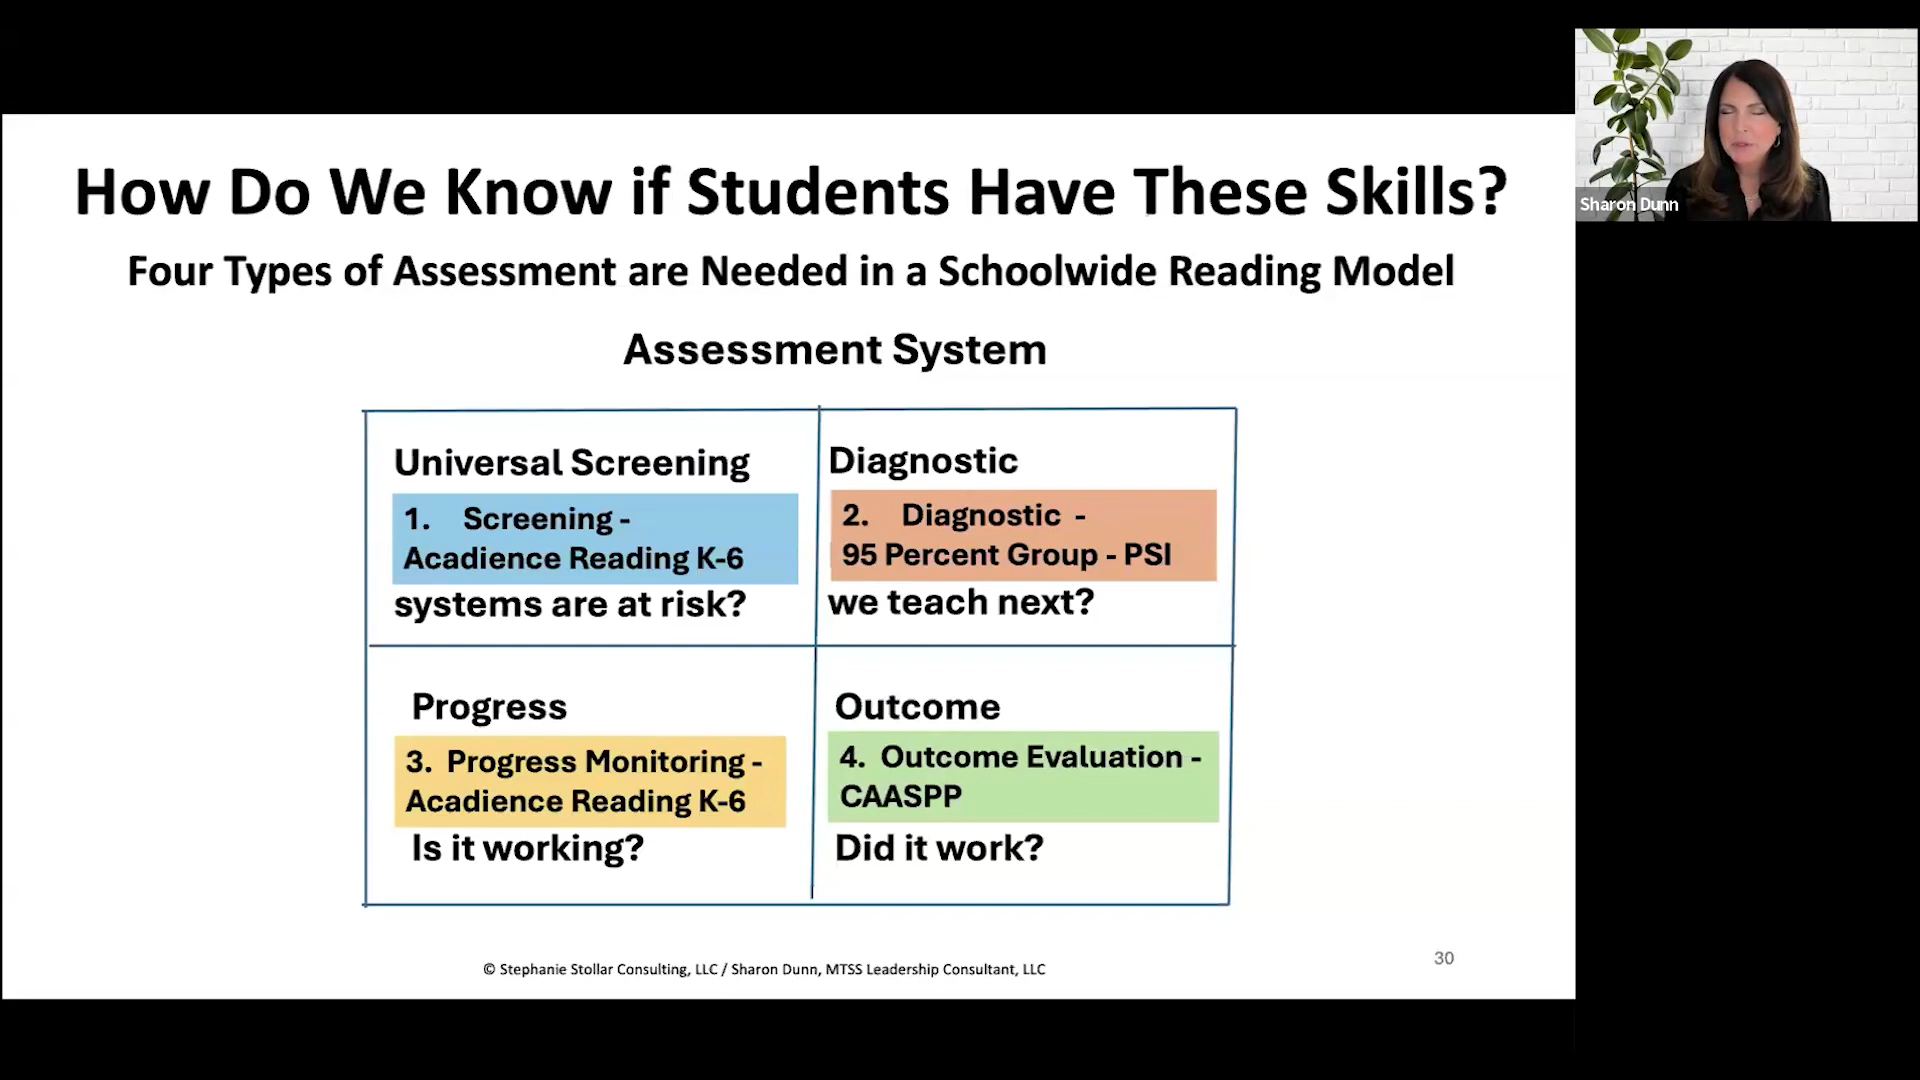 How Do We Know if Students Have These Skills?
Four Types of Assessment are Needed in a Schoolwide Reading Model
Assessment System
Universal Screening
1. Screening -
Acadience Reading K-6
systems are at risk?
Diagnostic
2. Diagnostic -
95 Percent Group - PSI
we teach next?
Progress
3. Progress Monitoring -
Acadience Reading K-6
Is it working?
Outcome
4. Outcome Evaluation -
CAASPP
Did it work?
© Stephanie Stollar Consulting, LLC / Sharon Dunn, MTSS Leadership Consultant, LLC
30
Sharon Dunn